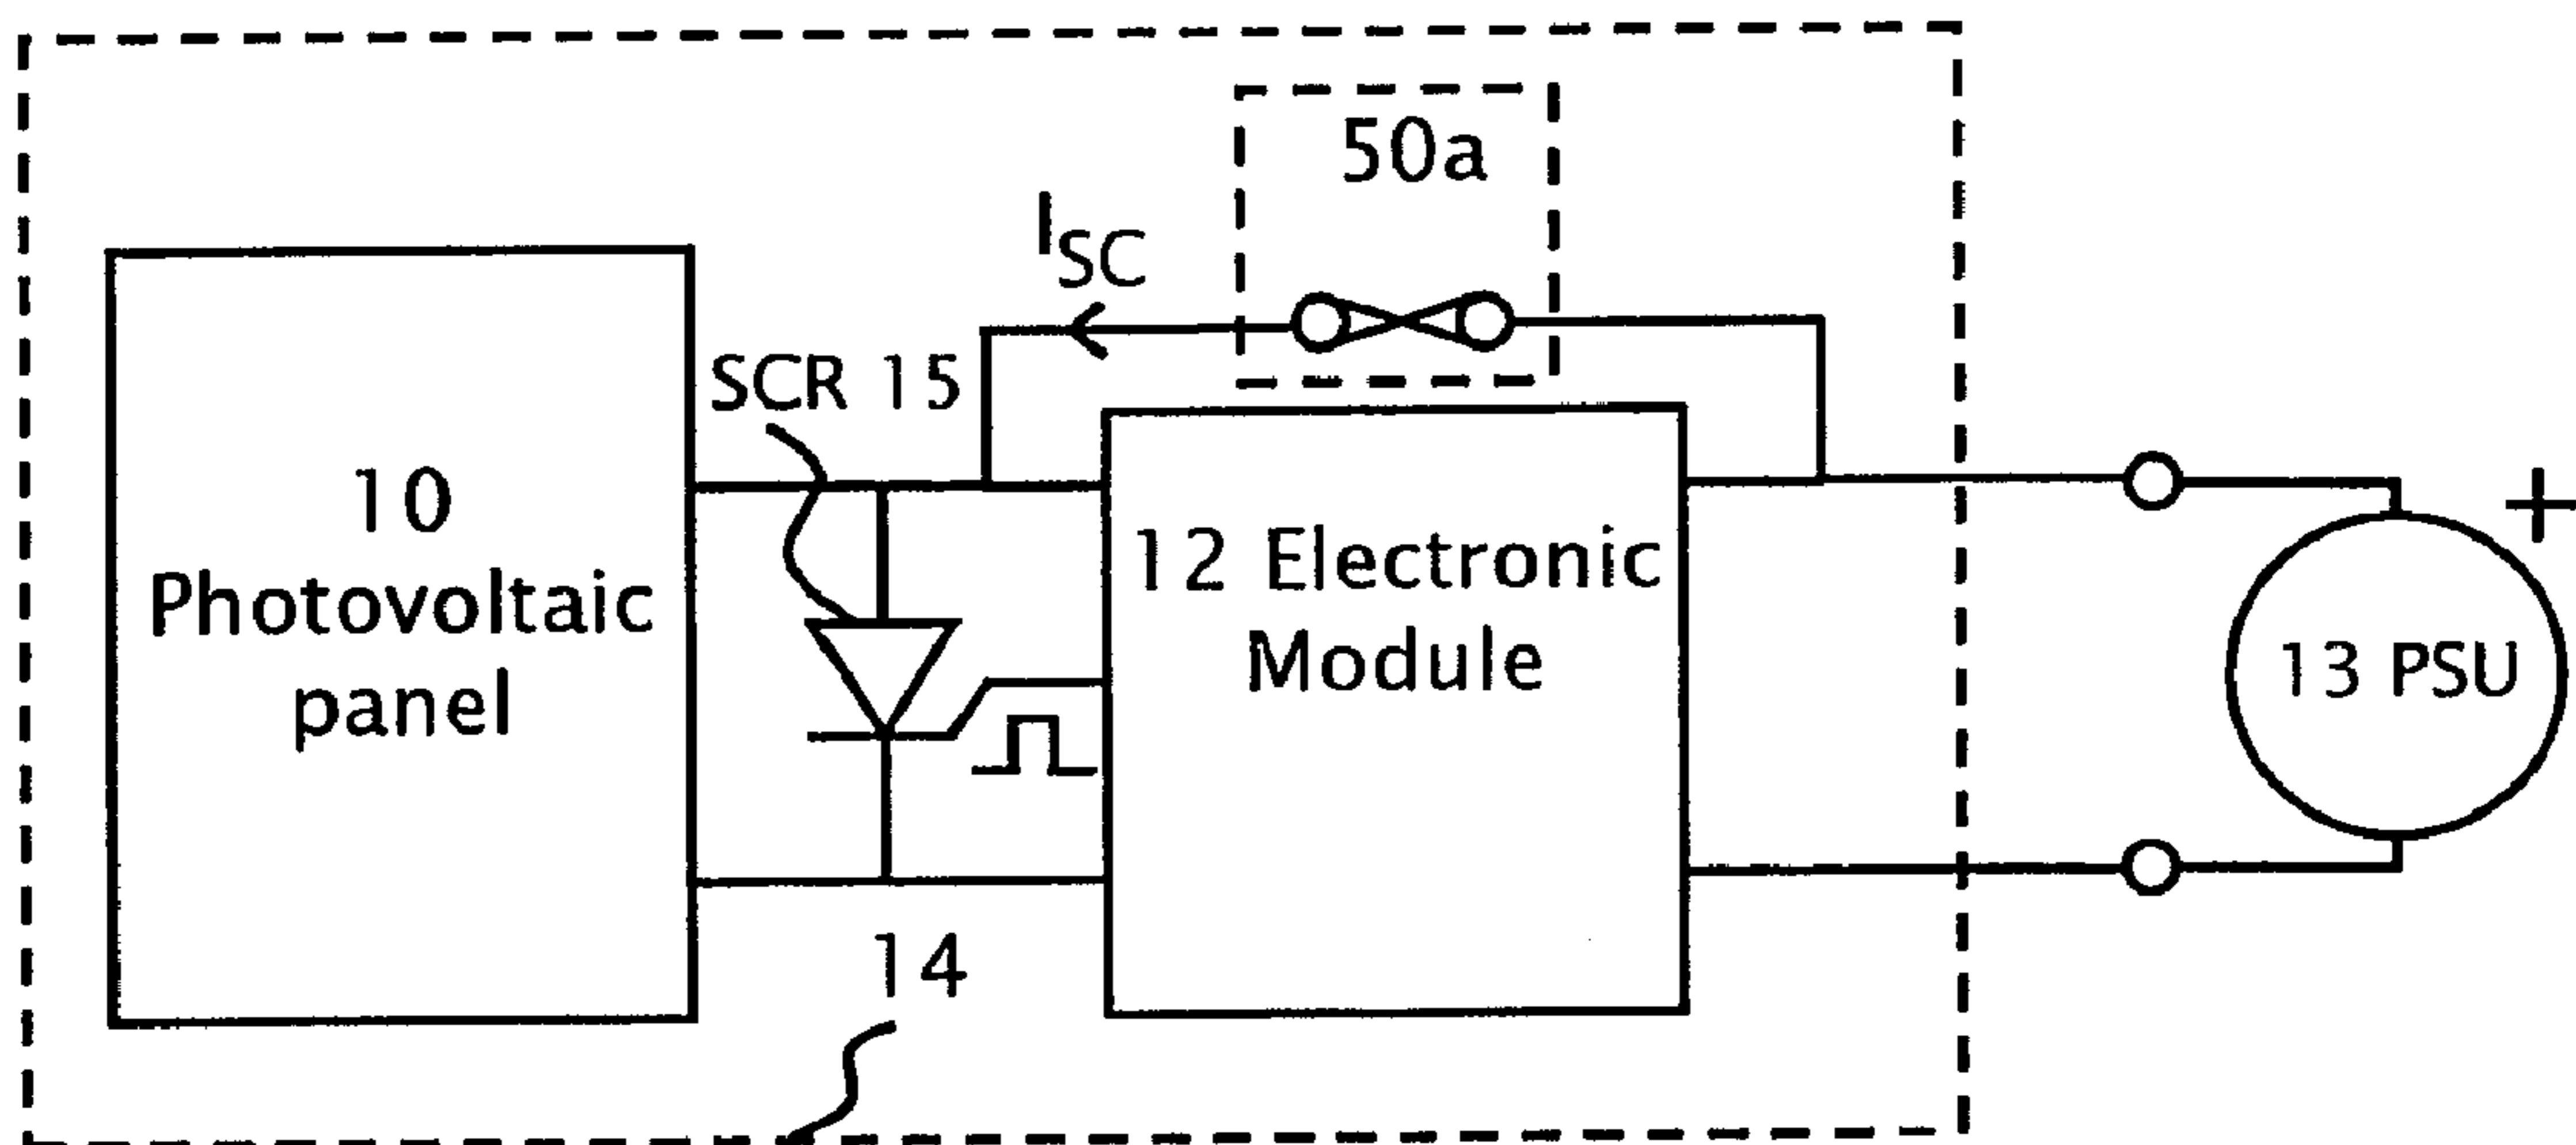 50a
I_SC
SCR 15
10
Photovoltaic
panel
12 Electronic
Module
+
13 PSU
14